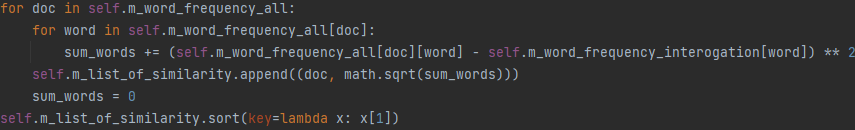 for doc in self.m_word_frequency_all:
    for word in self.m_word_frequency_all[doc]:
        sum_words += (self.m_word_frequency_all[doc][word] - self.m_word_frequency_interogation[word]) ** 2
    self.m_list_of_similarity.append((doc, math.sqrt(sum_words)))
    sum_words = 0
self.m_list_of_similarity.sort(key=lambda x: x[1])